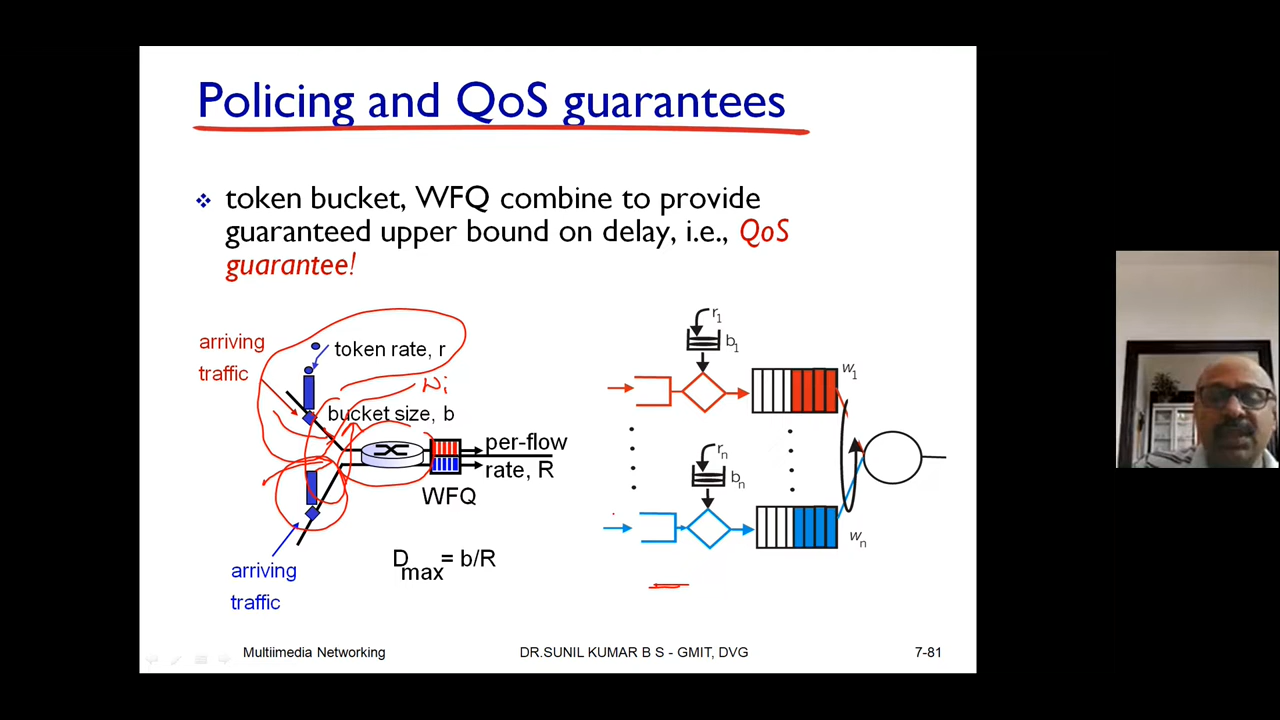 Policing and QoS guarantees
❖ token bucket, WFQ combine to provide
guaranteed upper bound on delay, i.e., QoS
guarantee!
arriving
traffic
token rate, r
Ni
bucket size, b
per-flow
rate, R
WFQ
D max = b/R
arriving
traffic
r1
b1
w1
rn
bn
wn
Multiimedia Networking
DR.SUNIL KUMAR B S - GMIT, DVG
7-81